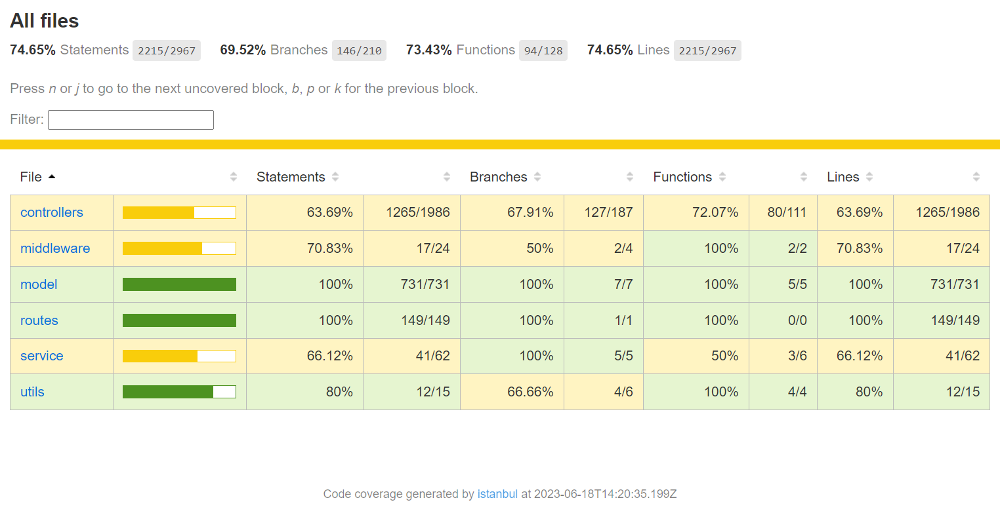 All files
74.65% Statements 2215/2967 69.52% Branches 146/210 73.43% Functions 94/128 74.65% Lines 2215/2967
Press n or j to go to the next uncovered block, b, p or k for the previous block.
Filter:
File Statements Branches Functions Lines
controllers 63.69% 1265/1986 67.91% 127/187 72.07% 80/111 63.69% 1265/1986
middleware 70.83% 17/24 50% 2/4 100% 2/2 70.83% 17/24
model 100% 731/731 100% 7/7 100% 5/5 100% 731/731
routes 100% 149/149 100% 1/1 100% 0/0 100% 149/149
service 66.12% 41/62 100% 5/5 50% 3/6 66.12% 41/62
utils 80% 12/15 66.66% 4/6 100% 4/4 80% 12/15
Code coverage generated by istanbul at 2023-06-18T14:20:35.199Z